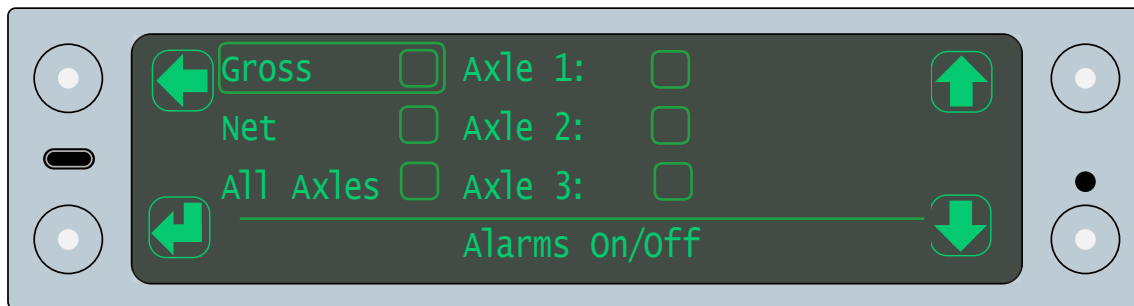 Gross Axle 1:
Net Axle 2:
All Axles Axle 3:
Alarms On/Off